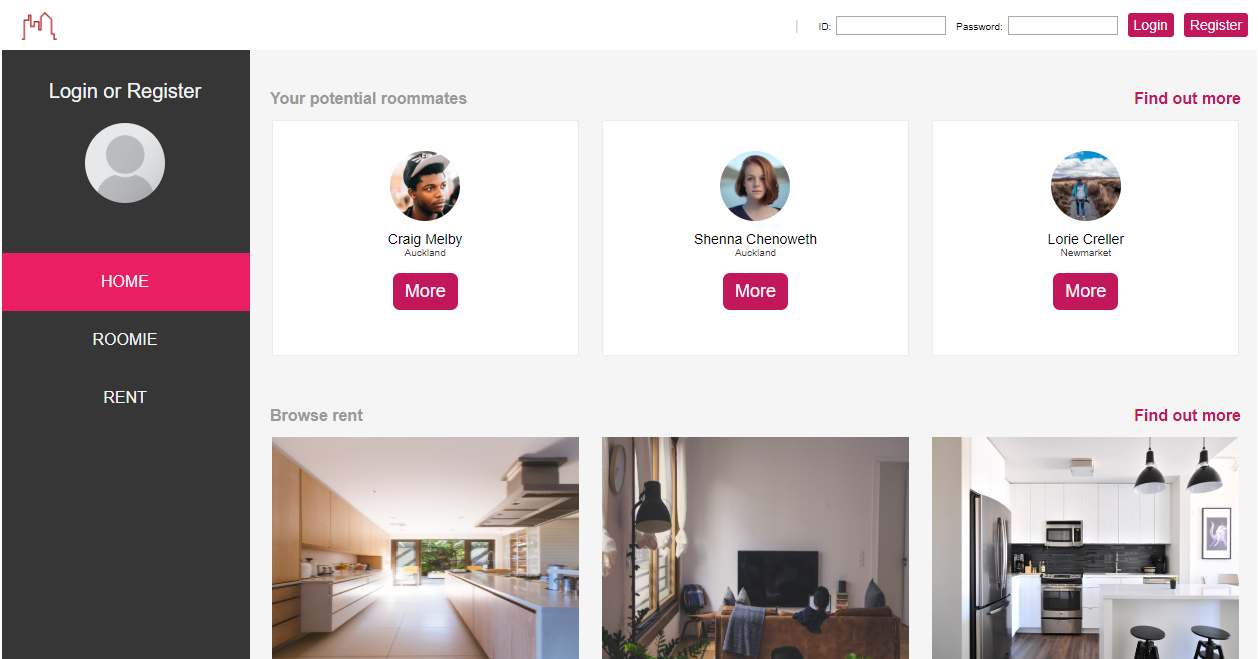 | ID: Password: Login Register
Login or Register
HOME
ROOMIE
RENT
Your potential roommates Find out more
Craig Melby Shenna Chenoweth Lorie Creller
Auckland Auckland Newmarket
More More More
Browse rent Find out more